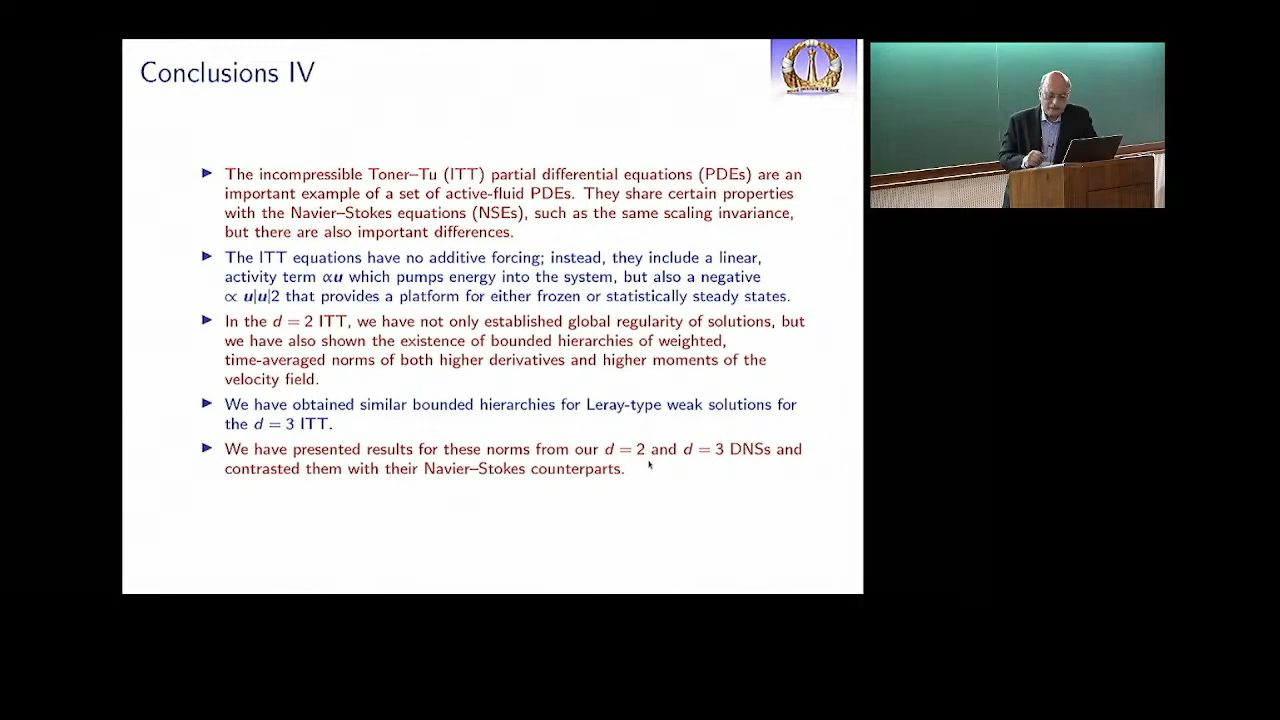 Conclusions IV
▶ The incompressible Toner–Tu (ITT) partial differential equations (PDEs) are an
important example of a set of active-fluid PDEs. They share certain properties
with the Navier–Stokes equations (NSEs), such as the same scaling invariance,
but there are also important differences.
▶ The ITT equations have no additive forcing; instead, they include a linear,
activity term αu which pumps energy into the system, but also a negative
∝ u|u|2 that provides a platform for either frozen or statistically steady states.
▶ In the d = 2 ITT, we have not only established global regularity of solutions, but
we have also shown the existence of bounded hierarchies of weighted,
time-averaged norms of both higher derivatives and higher moments of the
velocity field.
▶ We have obtained similar bounded hierarchies for Leray-type weak solutions for
the d = 3 ITT.
▶ We have presented results for these norms from our d = 2 and d = 3 DNSs and
contrasted them with their Navier–Stokes counterparts.